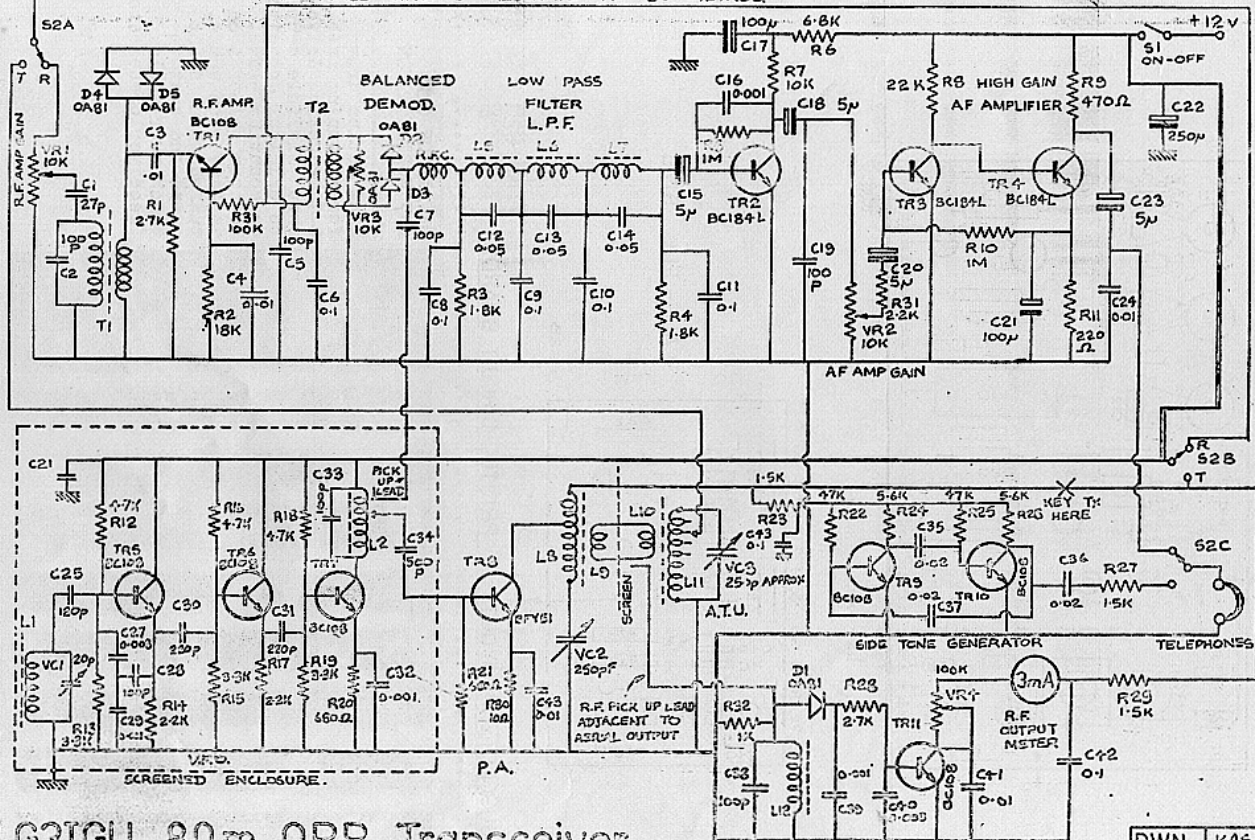 S2A
T R
D4
OA81
D5
OA81
R.F. AMP.
BC108
TR1
T2
BALANCED
DEMOD.
OA81
LOW PASS
FILTER
L.P.F.
100µ
C17
6·8K
R6
R7
10K
C16
0·001
C18 5µ
1M
C15
5µ
TR2
BC184L
22K
R8
HIGH GAIN
AF AMPLIFIER
R9
470Ω
S1
ON-OFF
+12v
C22
250µ
R.F. AMP GAIN
VR1
10K
C1
27p
C2
T1
C3
.01
R1
2·7K
R31
100K
R2
18K
C4
0·01
100p
C5
C6
0·1
VR3
10K
D3
C7
100p
R.F.C.
L5
L6
L7
C12
0·05
C13
0·05
C14
0·05
C8
0·1
R3
1·8K
C9
0·1
C10
0·1
R4
1·8K
C11
0·1
C19
100
P
VR2
10K
AF AMP GAIN
TR3
BC184L
TR4
BC184L
C20
5µ
R31
2·2K
R10
1M
C21
100µ
R11
220
Ω
C23
5µ
C24
0·01
C21
4·7K
R12
TR5
BC108
C25
120p
L1
VC1
20p
C27
0·003
C28
C29
R13
3·3K
R14
2·2K
C30
220p
4·7K
TR6
R15
3·3K
R17
2·2K
C31
220p
R18
4·7K
R19
3·3K
R20
560Ω
C32
0·001
C33
100p
L2
PICK
UP
LEAD
C34
500
P
V.F.O.
SCREENED ENCLOSURE.
TR8
BFY51
R21
R30
10Ω
C43
0·01
P.A.
L8
L9
L10
SCREEN
L11
VC2
250pF
VC3
250p APPROX
A.T.U.
R.F. PICK UP LEAD
ADJACENT TO
AERIAL OUTPUT
1·5K
R23
C43
0·1
47K
R22
5·6K
R24
47K
R25
5·6K
R26
C35
0·02
TR9
BC108
TR10
BC108
0·02
C37
C36
0·02
R27
1·5K
SIDE TONE GENERATOR
KEY TX
HERE
R
S2B
T
S2C
TELEPHONES
R32
1K
100p
L12
D1
OA81
R28
2·7K
0·001
C39
C40
TR11
BC108
100K
VR4
C41
0·01
3mA
R.F.
OUTPUT
METER
R29
1·5K
C42
0·1
G3IGU 80m QRP Transceiver
DWN